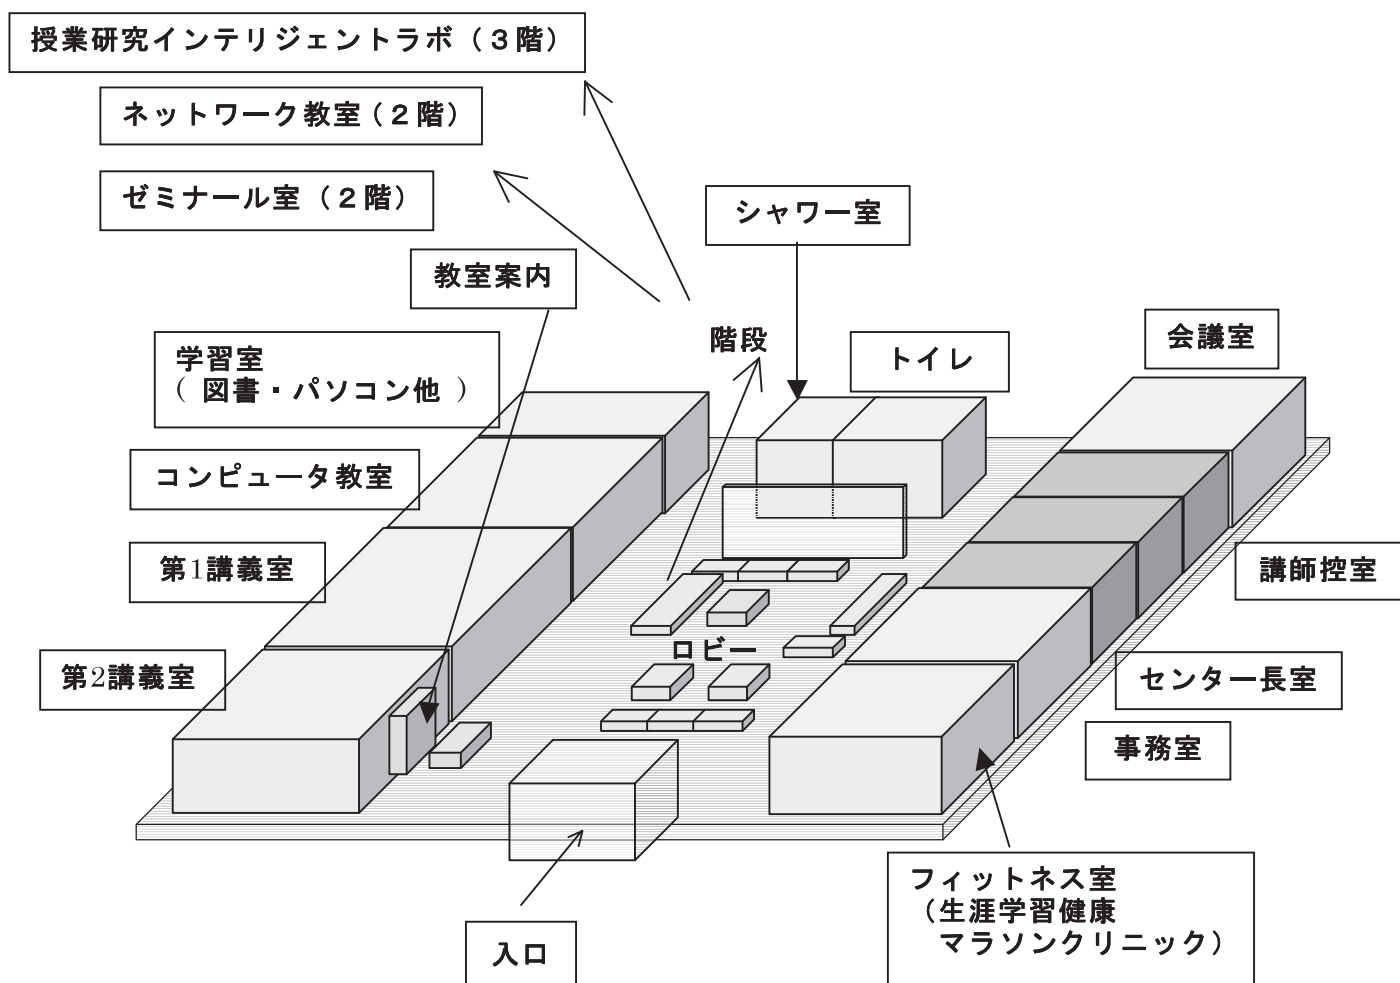 授業研究インテリジェントラボ（３階）
ネットワーク教室（２階）
ゼミナール室（２階）
シャワー室
教室案内
階段
トイレ
会議室
学習室
（ 図書・パソコン他 ）
コンピュータ教室
第1講義室
講師控室
ロビー
第2講義室
センター長室
事務室
フィットネス室
（生涯学習健康
マラソンクリニック）
入口